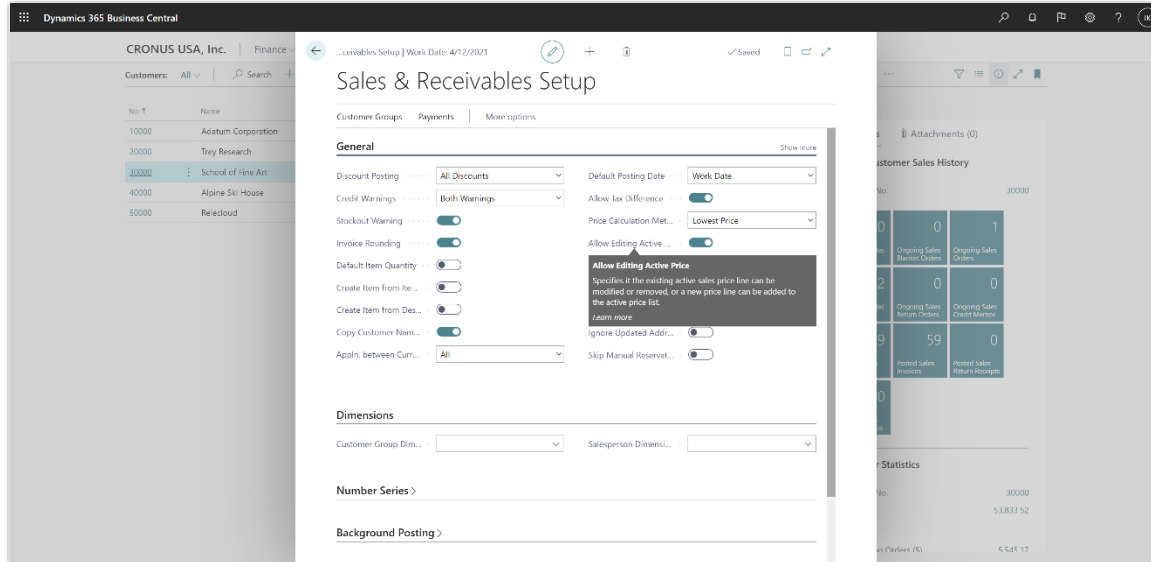 Dynamics 365 Business Central
IK
CRONUS USA, Inc.
Finance
Customers: All
Search
No. ↑
Name
10000
Adatum Corporation
20000
Trey Research
30000
School of Fine Art
40000
Alpine Ski House
50000
Relecloud
...ceivables Setup | Work Date: 4/12/2021
✓ Saved
Sales & Receivables Setup
Customer Groups
Payments
More options
General
Show more
Discount Posting
All Discounts
Credit Warnings
Both Warnings
Stockout Warning
Invoice Rounding
Default Item Quantity
Create Item from Ite...
Create Item from Des...
Copy Customer Nam...
Appln. between Curr...
All
Default Posting Date
Work Date
Allow Tax Difference
Price Calculation Met...
Lowest Price
Allow Editing Active ...
Allow Editing Active Price
Specifies if the existing active sales price line can be
modified or removed, or a new price line can be added to
the active price list.
Learn more
Ignore Updated Addr...
Skip Manual Reservat...
Dimensions
Customer Group Dim...
Salesperson Dimensi...
Number Series >
Background Posting >
Attachments (0)
ustomer Sales History
No.
30000
0
0
1
Ongoing Sales
Blanket Orders
Ongoing Sales
Orders
2
0
0
Ongoing Sales
Return Orders
Ongoing Sales
Credit Memos
9
59
0
Posted Sales
Invoices
Posted Sales
Return Receipts
0
r Statistics
No.
30000
53,833.52
Orders ($)
5,545.17